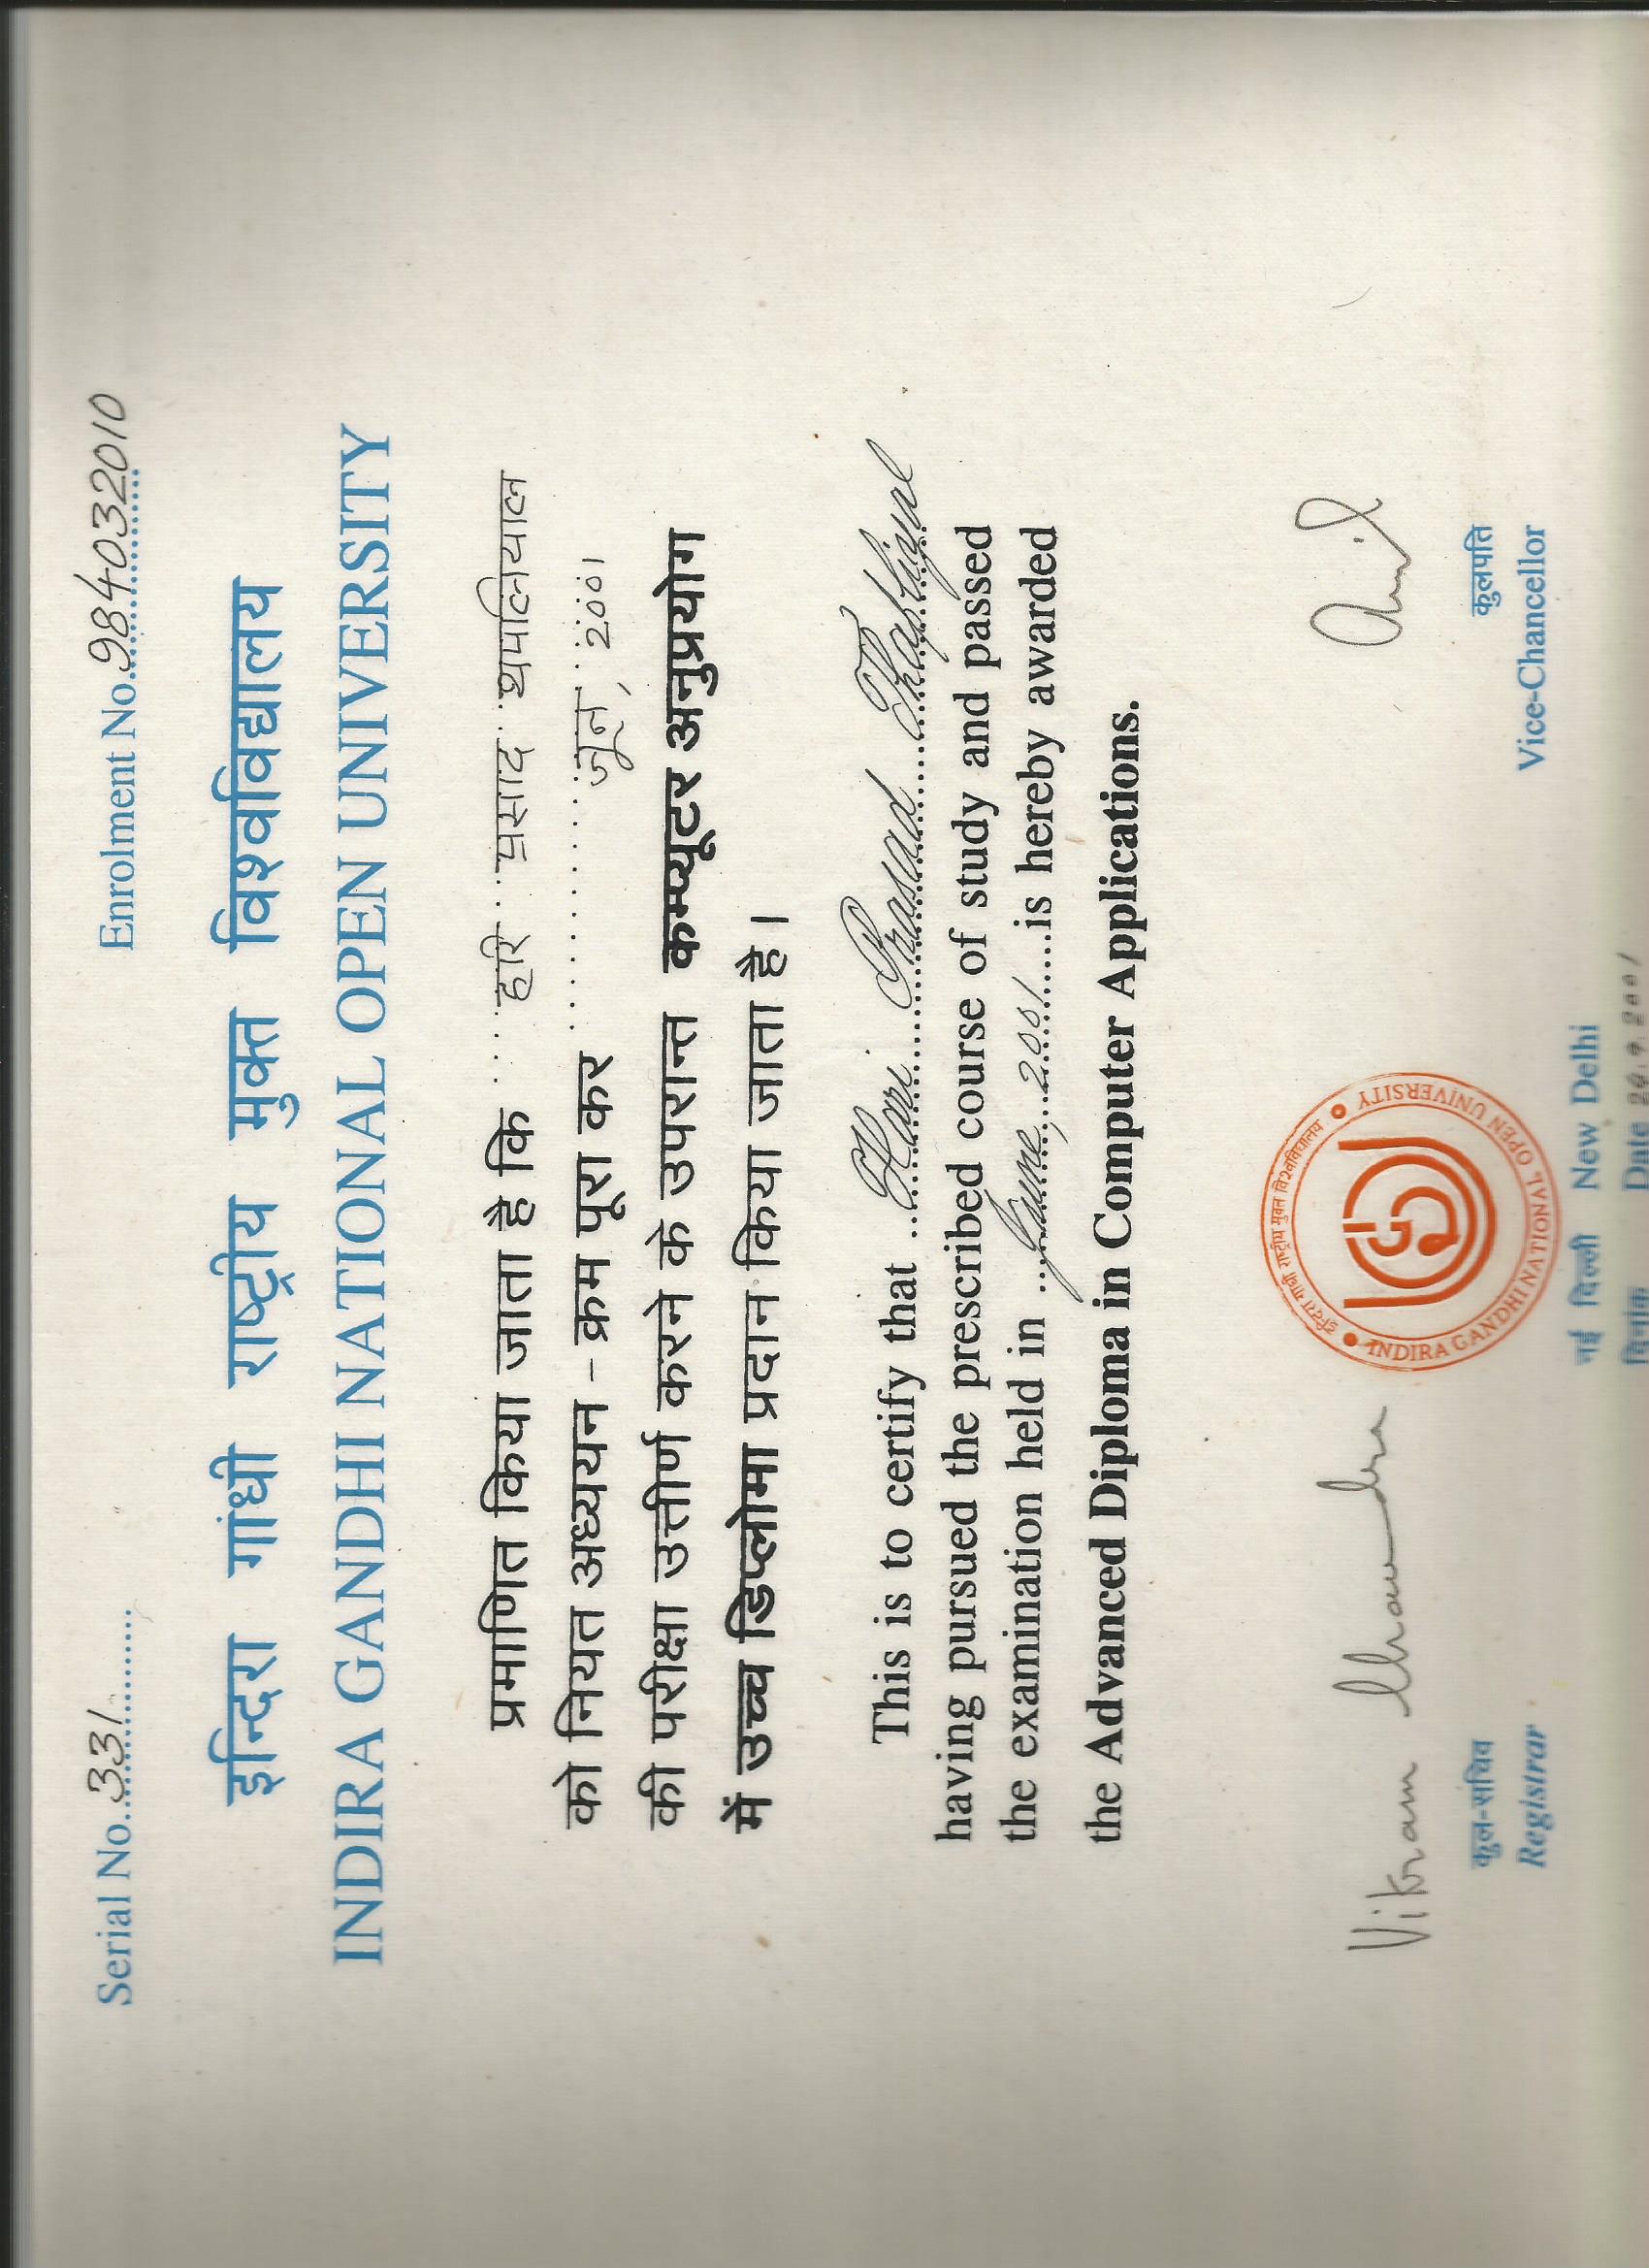 Serial No. 331
Enrolment No. 984032010
इन्दिरा गांधी राष्ट्रीय मुक्त विश्वविद्यालय
INDIRA GANDHI NATIONAL OPEN UNIVERSITY
प्रमाणित किया जाता है कि हरि प्रसाद थपलियाल
को नियत अध्ययन - क्रम पूरा कर जून, 2001
की परीक्षा उत्तीर्ण करने के उपरान्त कम्प्यूटर अनुप्रयोग
में उच्च डिप्लोमा प्रदान किया जाता है।
This is to certify that Hari Prasad Thapliyal
having pursued the prescribed course of study and passed
the examination held in June, 2001 is hereby awarded
the Advanced Diploma in Computer Applications.
इन्दिरा गांधी राष्ट्रीय मुक्त विश्वविद्यालय
INDIRA GANDHI NATIONAL OPEN UNIVERSITY
Vikram Chandra
Anil
कुल-सचिव
कुलपति
Registrar
Vice-Chancellor
नई दिल्ली New Delhi
दिनांक Date